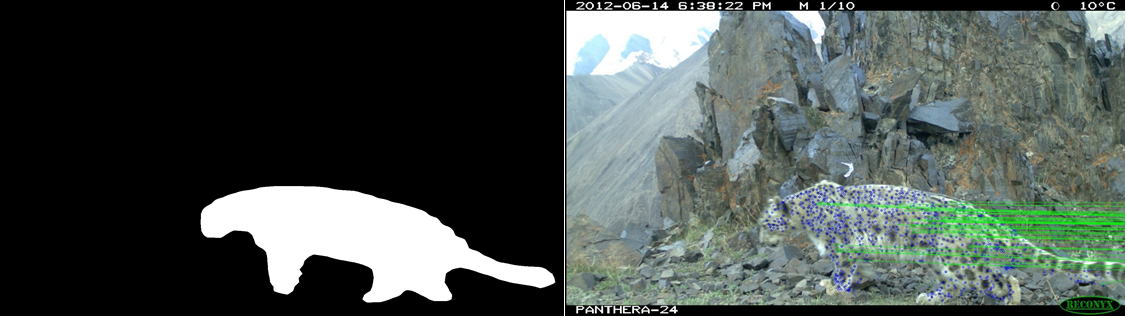 2012-06-14 6:38:22 PM M 1/10 10°C
PANTHERA-24
RECONYX